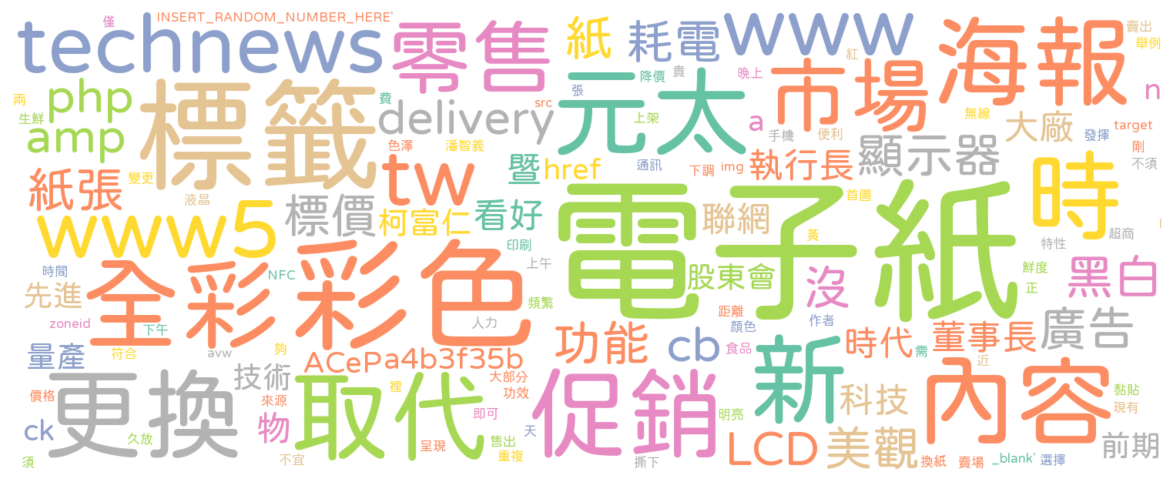 僅 INSERT_RANDOM_NUMBER_HERE'
technews 零售 紙 耗電 www 海報 賣出
舉例
紅
兩 php 標籤 費 delivery 元太 降價 貴 晚上 市場 n
張
生鮮 amp src 上架 a 無線 大廠 target
手機 便利 發揮 剛
色澤 潘智義 通訊 下調 img 執行長 顯示器 不須
紙張 變更 tw 暨 href 時
液晶 首圖
www5 標價 柯富仁 看好 電子紙 聯網 超商
印刷 黃 特性
時間 全彩 NFC 彩色 上午 股東會 沒 鮮度 黑白
先進 頻繁 正
zoneid 下午 人力 距離 作者 廣告
顏色
量產 符合 avw 夠 功能 cb 食品 新 時代 需 董事長
ACePa4b3f35b 近
價格 更換 技術 取代 裡 大部分 促銷 內容 黏貼
來源 功效 科技 現有
ck 物 即可 明亮
久放 呈現 售出 天 LCD 美觀 前期
須 不宜 重複 撕下 換紙 賣場 _blank' 選擇